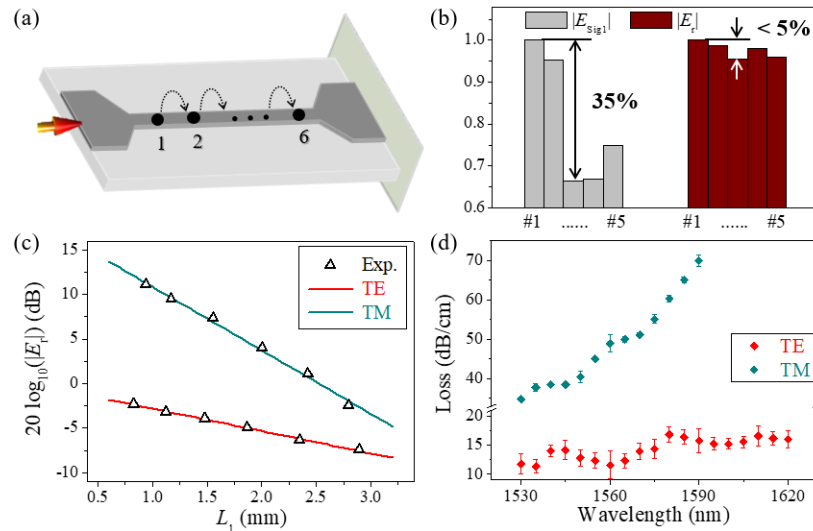 (a)
1 2 6
(b)
|E_Sig1| |E_r|
1.0
0.9
0.8
0.7
0.6
35%
< 5%
#1 ...... #5 #1 ...... #5
(c)
20 log₁₀(|E_r|) (dB)
15
10
5
0
-5
-10
Exp.
TE
TM
0.5 1.0 1.5 2.0 2.5 3.0
L₁ (mm)
(d)
Loss (dB/cm)
70
60
50
40
30
20
15
10
TE
TM
1530 1560 1590 1620
Wavelength (nm)